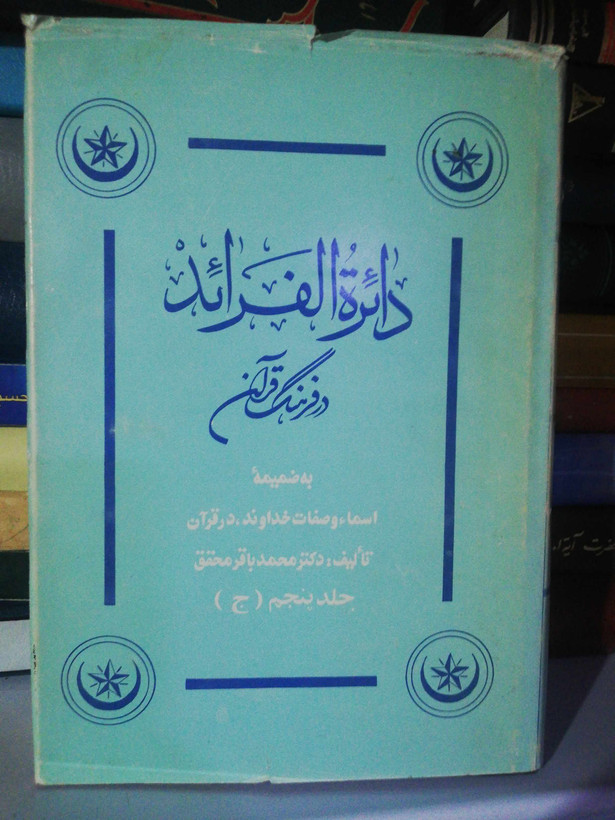 دائرةُ الفرائدْ
در فرهنگ قرآن
به ضمیمهٔ
اسماء وصفات خداوند، در قرآن
تألیف: دکتر محمد باقر محقق
جلد پنجم (ج)